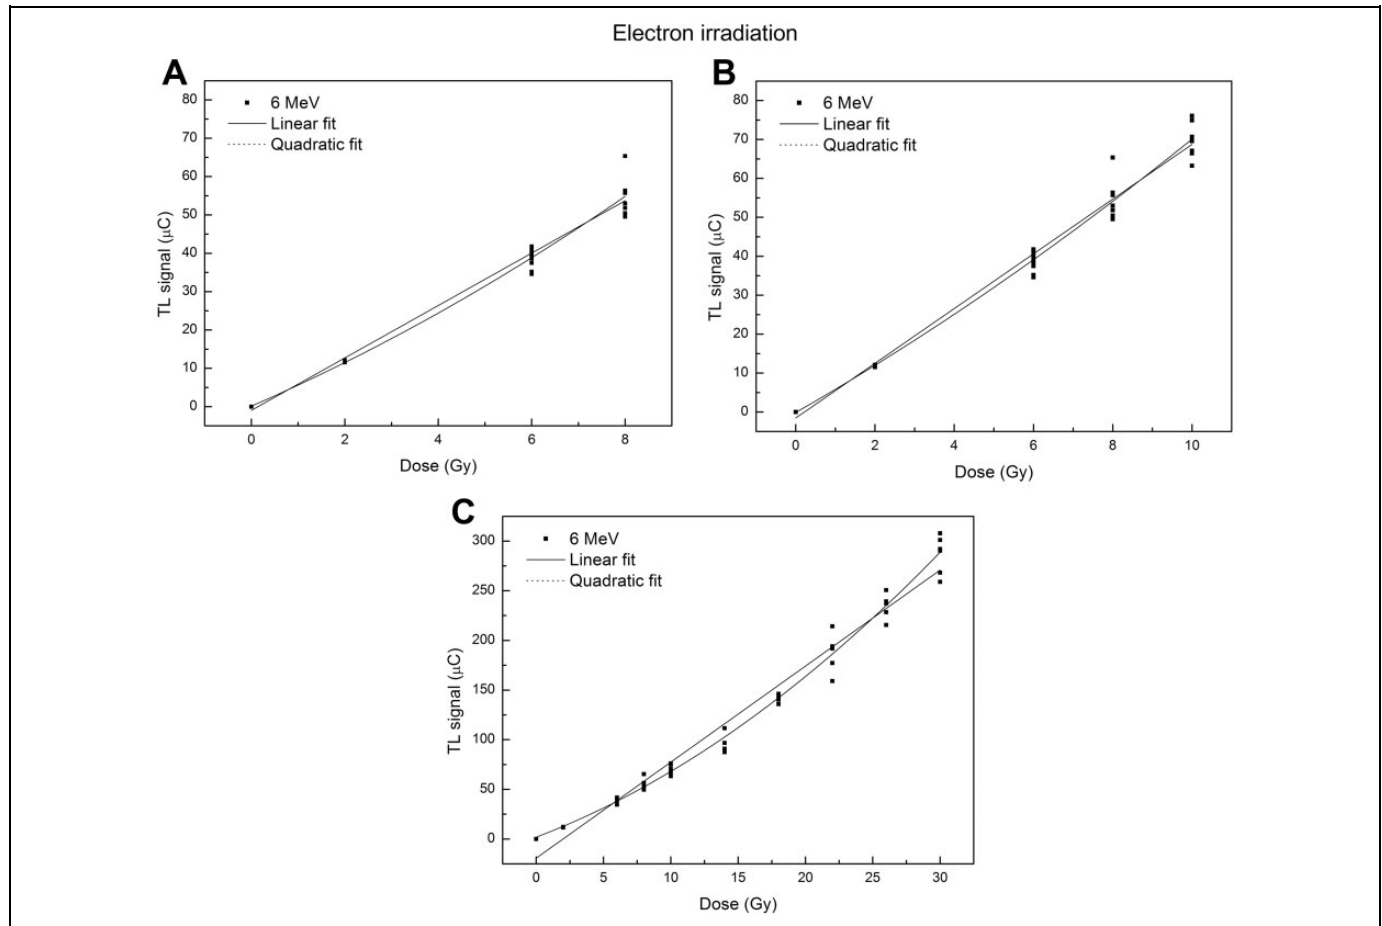 Electron irradiation
A
6 MeV
Linear fit
Quadratic fit
TL signal (μC)
80
70
60
50
40
30
20
10
0
0 2 4 6 8
Dose (Gy)
B
6 MeV
Linear fit
Quadratic fit
TL signal (μC)
80
70
60
50
40
30
20
10
0
0 2 4 6 8 10
Dose (Gy)
C
6 MeV
Linear fit
Quadratic fit
TL signal (μC)
300
250
200
150
100
50
0
0 5 10 15 20 25 30
Dose (Gy)